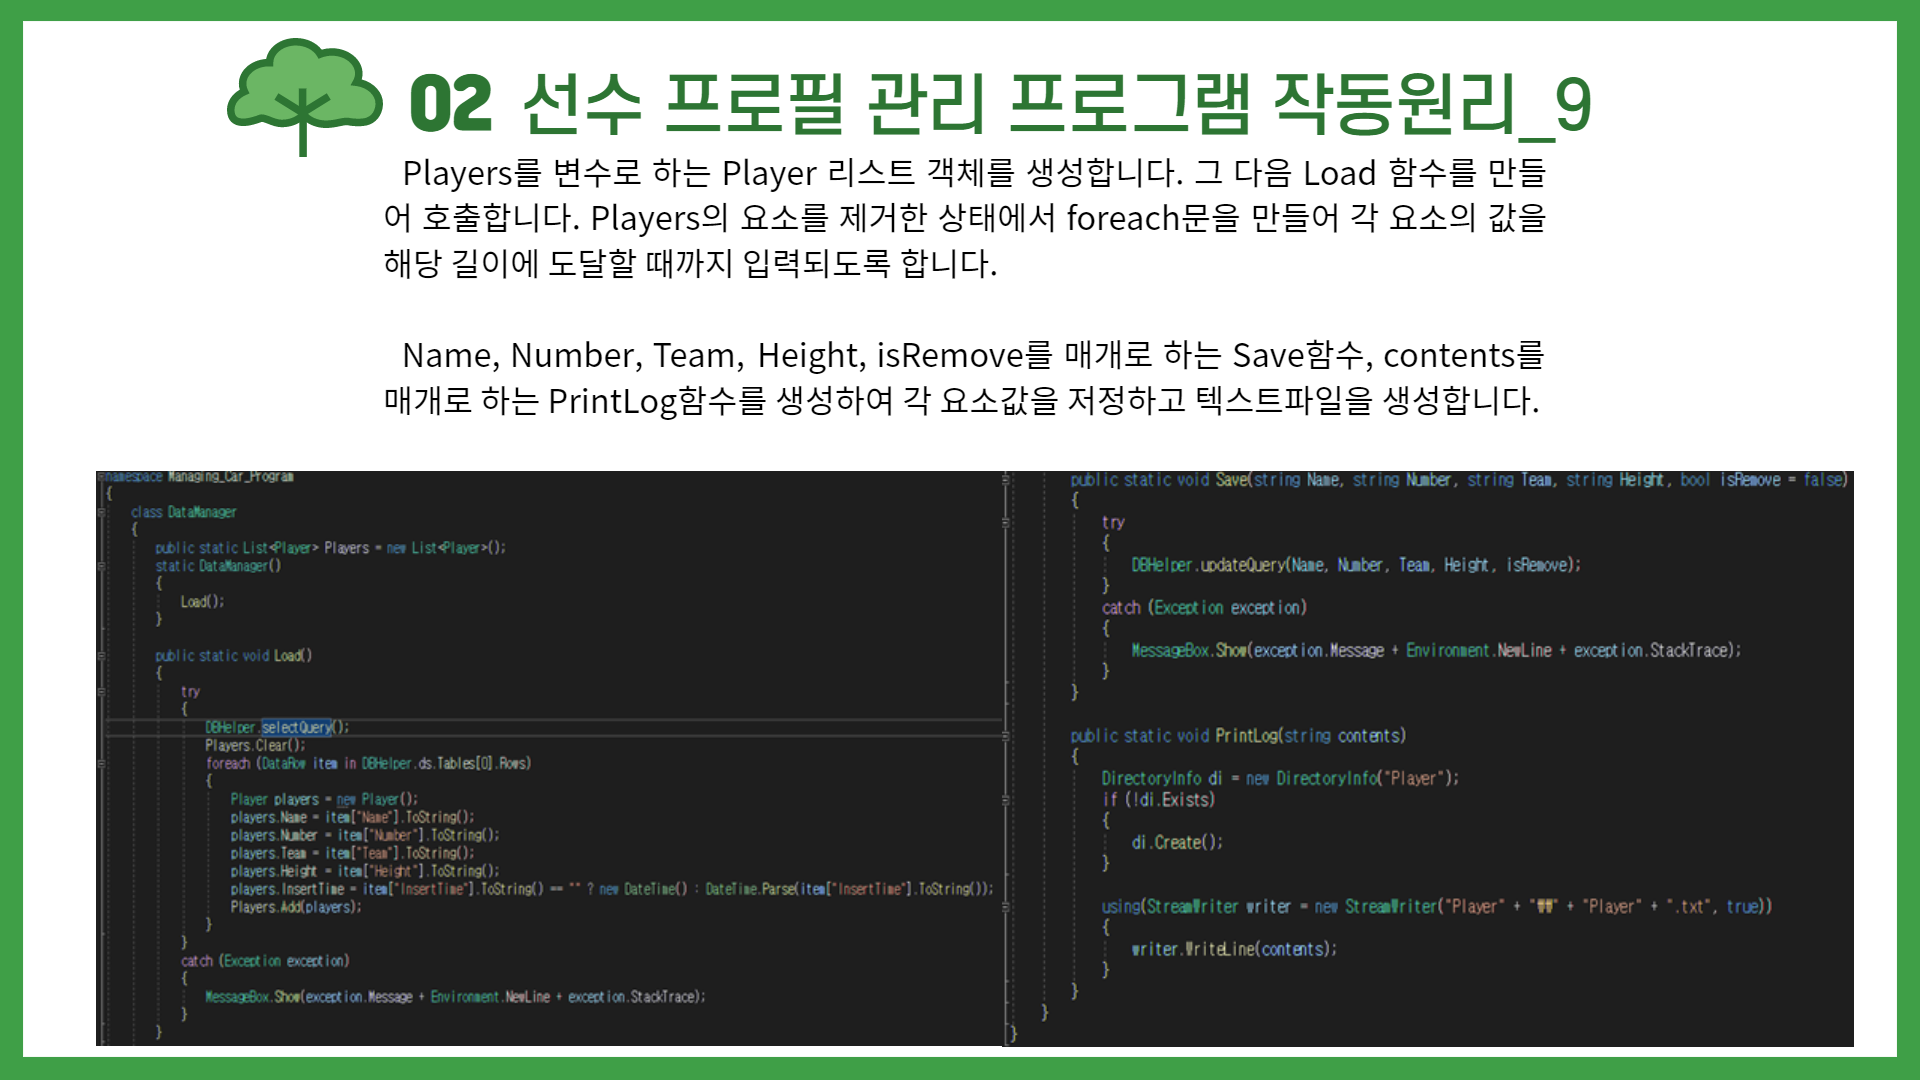 02 선수 프로필 관리 프로그램 작동원리_9
Players를 변수로 하는 Player 리스트 객체를 생성합니다. 그 다음 Load 함수를 만들
어 호출합니다. Players의 요소를 제거한 상태에서 foreach문을 만들어 각 요소의 값을
해당 길이에 도달할 때까지 입력되도록 합니다.
Name, Number, Team, Height, isRemove를 매개로 하는 Save함수, contents를
매개로 하는 PrintLog함수를 생성하여 각 요소값을 저정하고 텍스트파일을 생성합니다.
namespace Managing_Car_Program
{
class DataManager
{
public static List<Player> Players = new List<Player>();
static DataManager()
{
Load();
}
public static void Load()
{
try
{
DBHelper.selectQuery();
Players.Clear();
foreach (DataRow item in DBHelper.ds.Tables[0].Rows)
{
Player players = new Player();
players.Name = item["Name"].ToString();
players.Number = item["Number"].ToString();
players.Team = item["Team"].ToString();
players.Height = item["Height"].ToString();
players.InsertTime = item["InsertTime"].ToString() == "" ? new DateTime() : DateTime.Parse(item["InsertTime"].ToString());
Players.Add(players);
}
}
catch (Exception exception)
{
MessageBox.Show(exception.Message + Environment.NewLine + exception.StackTrace);
}
}
public static void Save(string Name, string Number, string Team, string Height, bool isRemove = false)
{
try
{
DBHelper.updateQuery(Name, Number, Team, Height, isRemove);
}
catch (Exception exception)
{
MessageBox.Show(exception.Message + Environment.NewLine + exception.StackTrace);
}
}
public static void PrintLog(string contents)
{
DirectoryInfo di = new DirectoryInfo("Player");
if (!di.Exists)
{
di.Create();
}
using(StreamWriter writer = new StreamWriter("Player" + "₩₩" + "Player" + ".txt", true))
{
writer.WriteLine(contents);
}
}
}
}